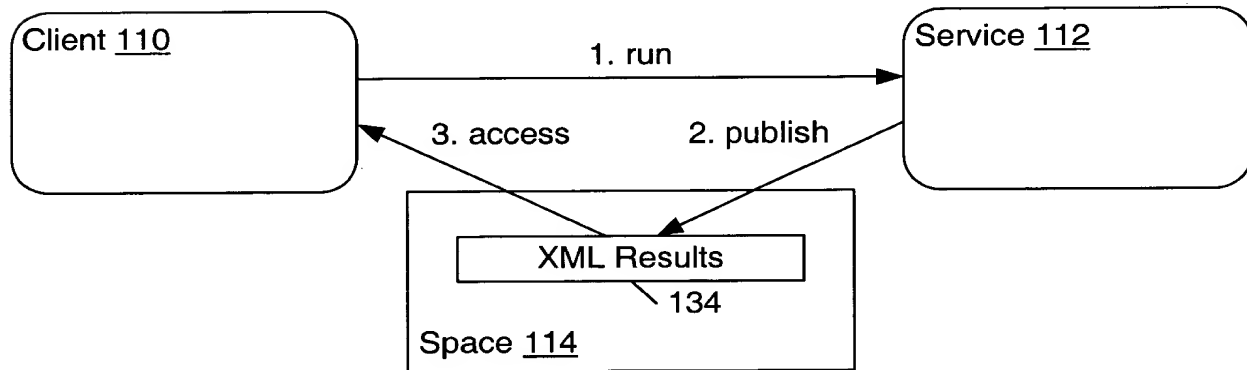 Client 110
Service 112
1. run
3. access
2. publish
XML Results
134
Space 114